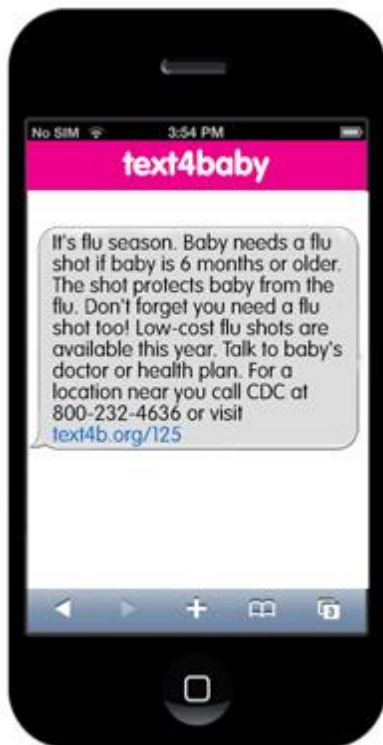 No SIM 3:54 PM
text4baby
It's flu season. Baby needs a flu
shot if baby is 6 months or older.
The shot protects baby from the
flu. Don't forget you need a flu
shot too! Low-cost flu shots are
available this year. Talk to baby's
doctor or health plan. For a
location near you call CDC at
800-232-4636 or visit
text4b.org/125
3